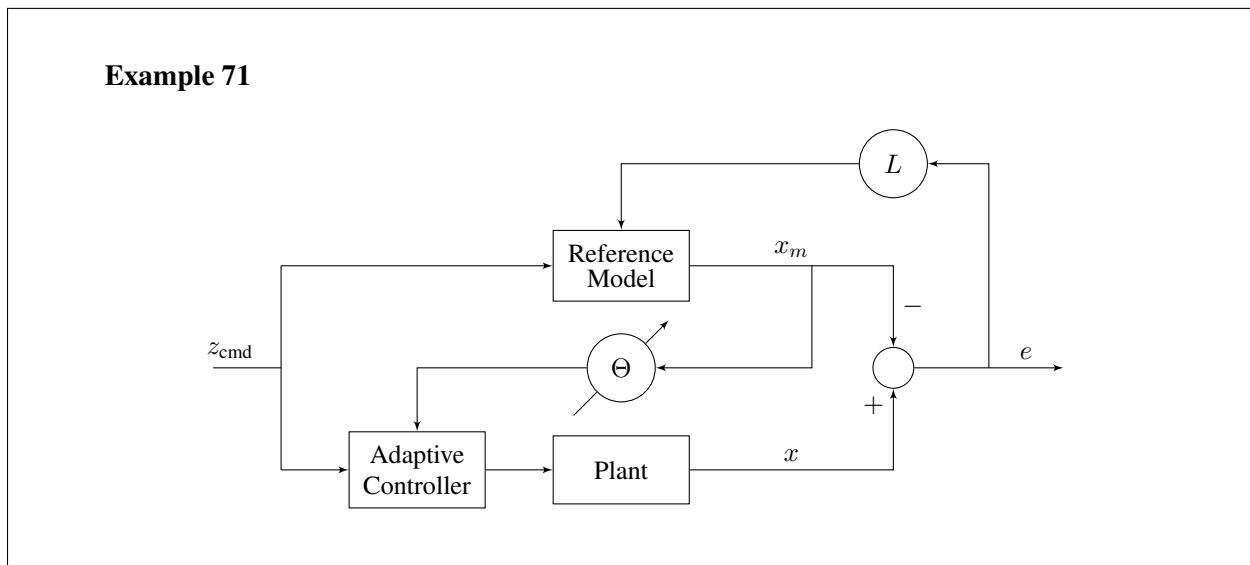 Example 71
L
Reference
Model
x_m
−
z_cmd
Θ
e
+
Adaptive
Controller
Plant
x